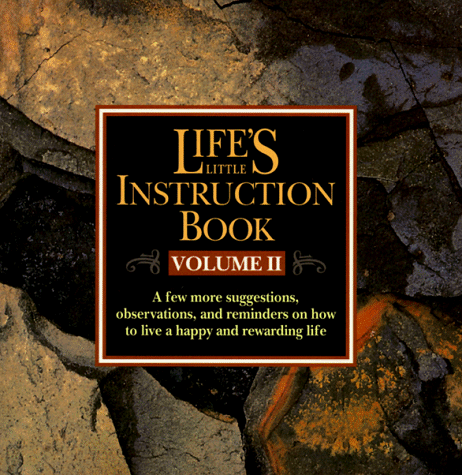 LIFE'S
LITTLE
INSTRUCTION
BOOK
VOLUME II
A few more suggestions,
observations, and reminders on how
to live a happy and rewarding life